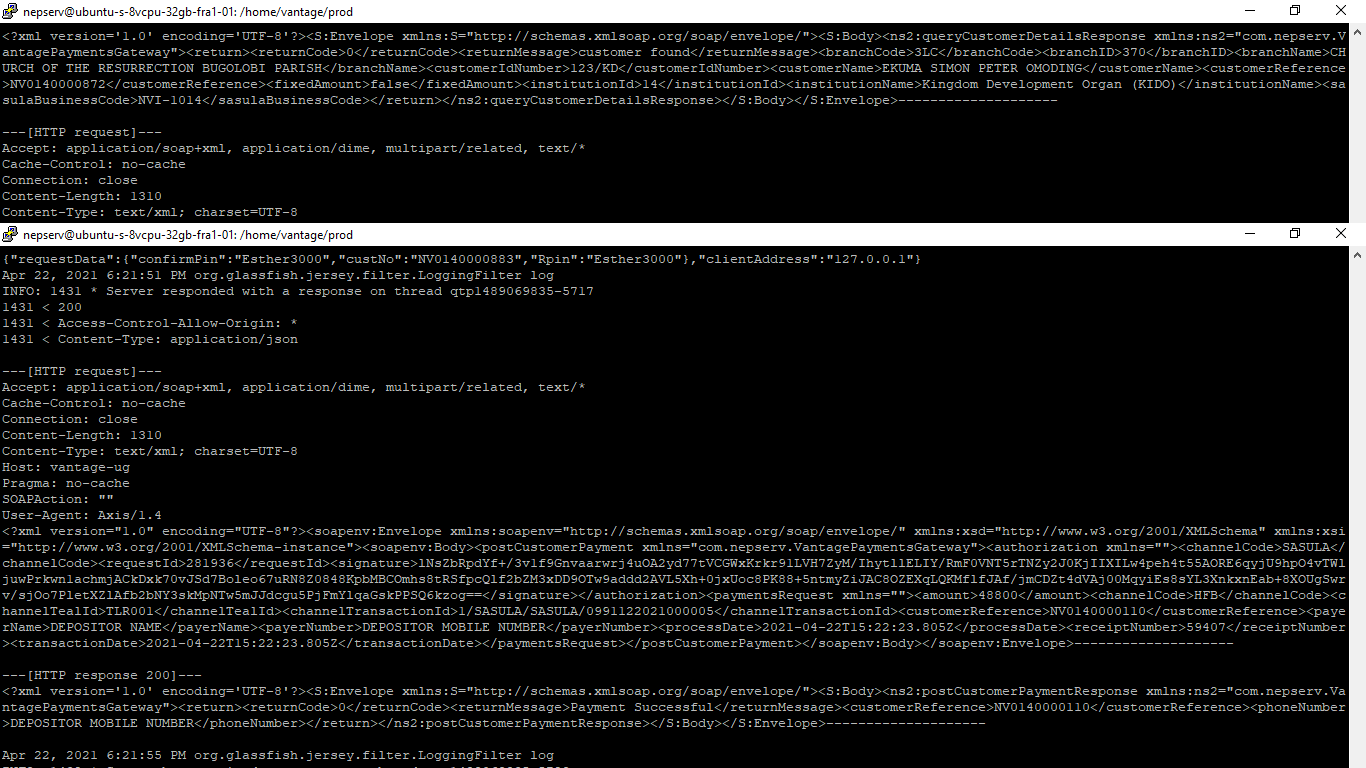 nepserv@ubuntu-s-8vcpu-32gb-fra1-01: /home/vantage/prod
<?xml version='1.0' encoding='UTF-8'?><S:Envelope xmlns:S="http://schemas.xmlsoap.org/soap/envelope/"><S:Body><ns2:queryCustomerDetailsResponse xmlns:ns2="com.nepserv.V
antagePaymentsGateway"><return><returnCode>0</returnCode><returnMessage>customer found</returnMessage><branchCode>3LC</branchCode><branchID>370</branchID><branchName>CH
URCH OF THE RESURRECTION BUGOLOBI PARISH</branchName><customerIdNumber>123/KD</customerIdNumber><customerName>EKUMA SIMON PETER OMODING</customerName><customerReference
>NV0140000872</customerReference><fixedAmount>false</fixedAmount><institutionId>14</institutionId><institutionName>Kingdom Development Organ (KIDO)</institutionName><sa
sulaBusinessCode>NVI-1014</sasulaBusinessCode></return></ns2:queryCustomerDetailsResponse></S:Body></S:Envelope>--------------------
---[HTTP request]---
Accept: application/soap+xml, application/dime, multipart/related, text/*
Cache-Control: no-cache
Connection: close
Content-Length: 1310
Content-Type: text/xml; charset=UTF-8
nepserv@ubuntu-s-8vcpu-32gb-fra1-01: /home/vantage/prod
{"requestData":{"confirmPin":"Esther3000","custNo":"NV0140000883","Rpin":"Esther3000"},"clientAddress":"127.0.0.1"}
Apr 22, 2021 6:21:51 PM org.glassfish.jersey.filter.LoggingFilter log
INFO: 1431 * Server responded with a response on thread qtp1489069835-5717
1431 < 200
1431 < Access-Control-Allow-Origin: *
1431 < Content-Type: application/json
---[HTTP request]---
Accept: application/soap+xml, application/dime, multipart/related, text/*
Cache-Control: no-cache
Connection: close
Content-Length: 1310
Content-Type: text/xml; charset=UTF-8
Host: vantage-ug
Pragma: no-cache
SOAPAction: ""
User-Agent: Axis/1.4
<?xml version="1.0" encoding="UTF-8"?><soapenv:Envelope xmlns:soapenv="http://schemas.xmlsoap.org/soap/envelope/" xmlns:xsd="http://www.w3.org/2001/XMLSchema" xmlns:xsi
="http://www.w3.org/2001/XMLSchema-instance"><soapenv:Body><postCustomerPayment xmlns="com.nepserv.VantagePaymentsGateway"><authorization xmlns=""><channelCode>SASULA</
channelCode><requestId>281936</requestId><signature>lNsZbRpdYf+/3vlf9Gnvaarwrj4uOA2yd77tVCGWxKrkr91LVH7ZyM/IhytllELIY/RmF0VNT5rTNZy2J0KjIIXILw4peh4t55AORE6qyjU9hpO4vTWl
juwPrkwnlachmjACkDxk70vJSd7Boleo67uRN8Z0848KpbMBCOmhs8tRSfpcQlf2bZM3xDD9OTw9addd2AVL5Xh+0jxUoc8PK88+5ntmyZiJAC8OZEXqLQKMflfJAf/jmCDZt4dVAj00MqyiEs8sYL3XnkxnEab+8XOUgSwr
v/sjOo7PletXZlAfb2bNY3skMpNTw5mJJdcgu5PjFmYlqaGskPPSQ6kzog==</signature></authorization><paymentsRequest xmlns=""><amount>48800</amount><channelCode>HFB</channelCode><c
hannelTealId>TLR001</channelTealId><channelTransactionId>1/SASULA/SASULA/0991122021000005</channelTransactionId><customerReference>NV0140000110</customerReference><paye
rName>DEPOSITOR NAME</payerName><payerNumber>DEPOSITOR MOBILE NUMBER</payerNumber><processDate>2021-04-22T15:22:23.805Z</processDate><receiptNumber>59407</receiptNumber
><transactionDate>2021-04-22T15:22:23.805Z</transactionDate></paymentsRequest></postCustomerPayment></soapenv:Body></soapenv:Envelope>--------------------
---[HTTP response 200]---
<?xml version='1.0' encoding='UTF-8'?><S:Envelope xmlns:S="http://schemas.xmlsoap.org/soap/envelope/"><S:Body><ns2:postCustomerPaymentResponse xmlns:ns2="com.nepserv.Va
ntagePaymentsGateway"><return><returnCode>0</returnCode><returnMessage>Payment Successful</returnMessage><customerReference>NV0140000110</customerReference><phoneNumber
>DEPOSITOR MOBILE NUMBER</phoneNumber></return></ns2:postCustomerPaymentResponse></S:Body></S:Envelope>--------------------
Apr 22, 2021 6:21:55 PM org.glassfish.jersey.filter.LoggingFilter log